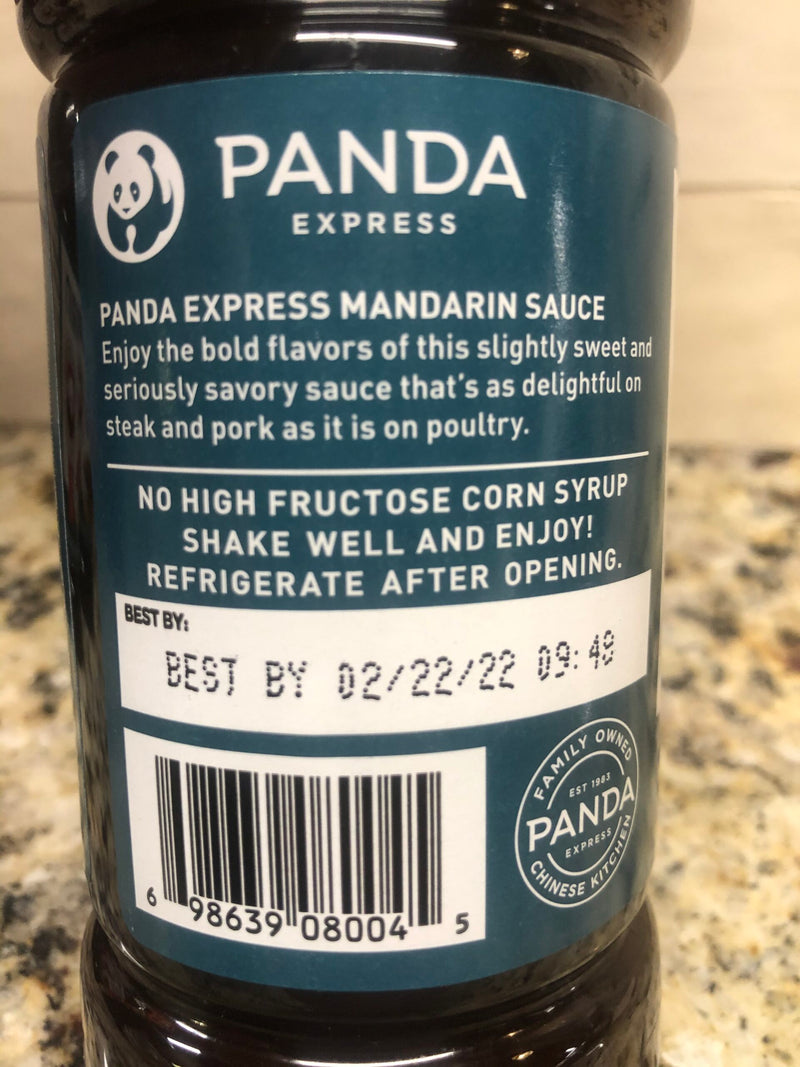 PANDA
EXPRESS
PANDA EXPRESS MANDARIN SAUCE
Enjoy the bold flavors of this slightly sweet and
seriously savory sauce that's as delightful on
steak and pork as it is on poultry.
NO HIGH FRUCTOSE CORN SYRUP
SHAKE WELL AND ENJOY!
REFRIGERATE AFTER OPENING.
BEST BY:
BEST BY 02/22/22 09:48
6 98639 08004 5
FAMILY OWNED
EST 1983
PANDA
EXPRESS
CHINESE KITCHEN